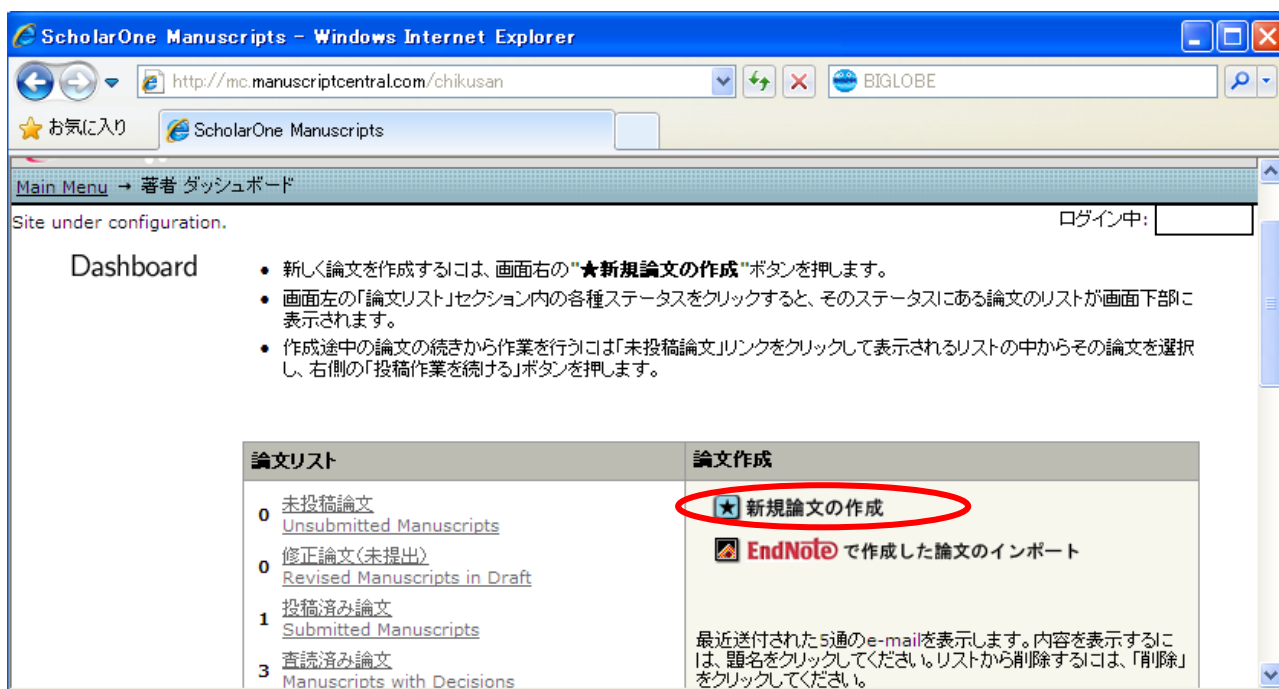 ScholarOne Manuscripts - Windows Internet Explorer
http://mc.manuscriptcentral.com/chikusan
BIGLOBE
お気に入り
ScholarOne Manuscripts
Main Menu → 著者 ダッシュボード
Site under configuration.
ログイン中:
Dashboard
• 新しく論文を作成するには、画面右の"★新規論文の作成"ボタンを押します。
• 画面左の「論文リスト」セクション内の各種ステータスをクリックすると、そのステータスにある論文のリストが画面下部に
表示されます。
• 作成途中の論文の続きから作業を行うには「未投稿論文」リンクをクリックして表示されるリストの中からその論文を選択
し、右側の「投稿作業を続ける」ボタンを押します。
論文リスト
論文作成
0 未投稿論文
Unsubmitted Manuscripts
0 修正論文(未提出)
Revised Manuscripts in Draft
1 投稿済み論文
Submitted Manuscripts
3 査読済み論文
Manuscripts with Decisions
★ 新規論文の作成
EndNote で作成した論文のインポート
最近送付された5通のe-mailを表示します。内容を表示するに
は、題名をクリックしてください。リストから削除するには、「削除」
をクリックしてください。